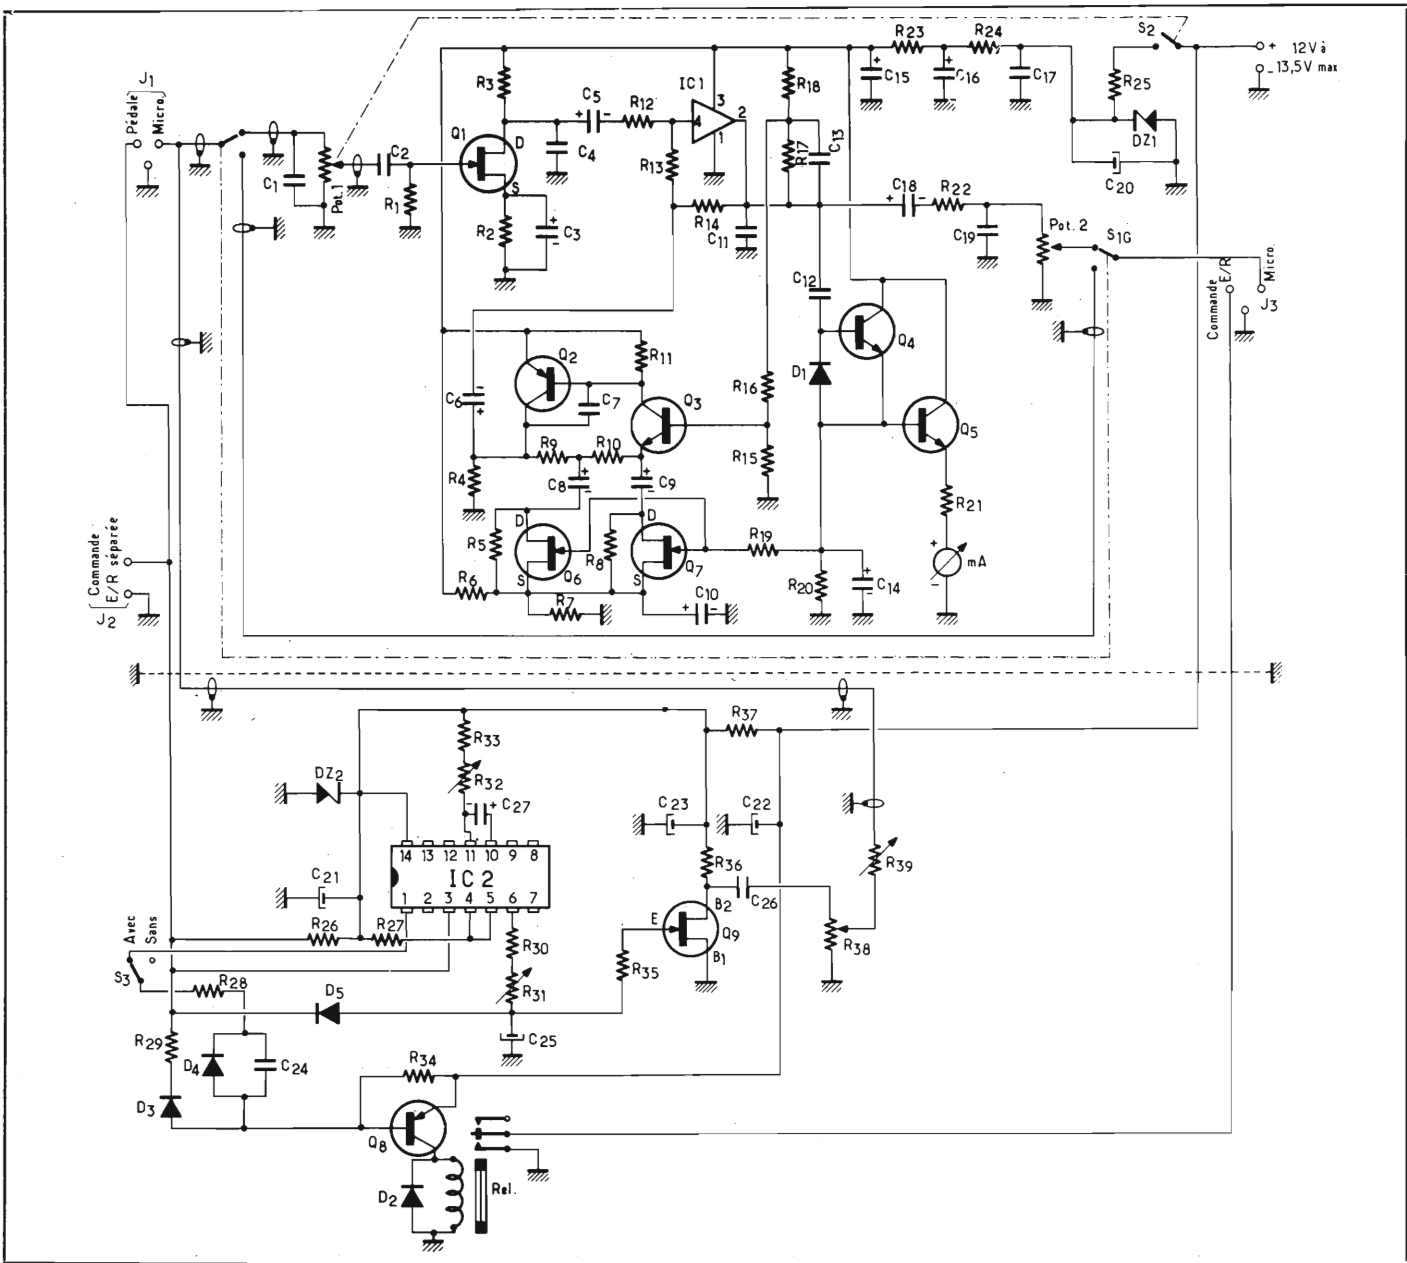 J1
Pédale
Micro.
C1
Pot.1
C2
R1
Q1
D
S
R3
R2
C3
C4
C5
R12
R13
IC1
4
3
2
1
R14
C11
R18
R17
C13
C15
R23
C16
R24
C17
S2
+ 12V à
- 13,5V max
R25
DZ1
C20
C18
R22
C19
Pot. 2
S1G
Commande E/R
Micro.
J3
C12
Q4
D1
Q5
R21
mA
R16
R15
R11
Q2
C7
Q3
C6
R9
R10
R4
C8
C9
R5
R6
D
S
Q6
R8
D
S
Q7
R7
C10
R19
R20
C14
Commande
E/R séparée
J2
R33
R32
C27
DZ2
14 13 12 11 10 9 8
IC 2
1 2 3 4 5 6 7
C21
R26
R27
Avec
Sans
S3
R28
R29
D5
D4
C24
D3
R30
R31
C25
R37
C23
C22
R36
B2
C26
E
Q9
B1
R35
R38
R39
R34
Q8
D2
Rel.